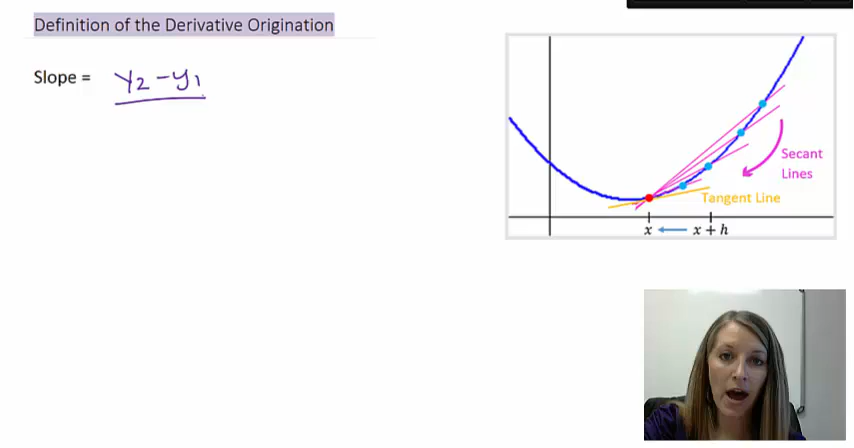 Definition of the Derivative Origination
Slope = y₂ - y₁
Secant
Lines
Tangent Line
x x + h